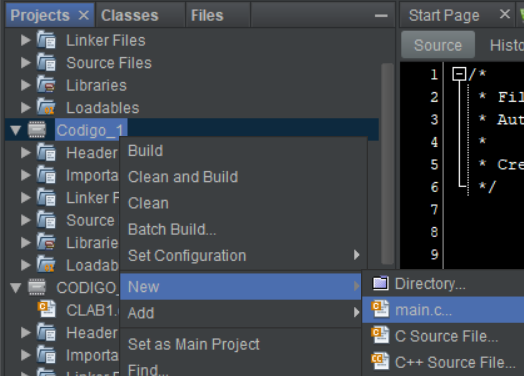 Projects × Classes Files
Start Page ×
Source Histo
Linker Files
Source Files
Libraries
Loadables
Codigo_1
Header
Importa
Linker F
Source
Librarie
Loadab
CODIGO_
CLAB1.
Header
Importa
Linker F
Build
Clean and Build
Clean
Batch Build...
Set Configuration
New
Add
Set as Main Project
Find...
Directory...
main.c...
C Source File...
C++ Source File...
1 /*
2 * Fil
3 * Aut
4 *
5 * Cre
6 */
7
8
9